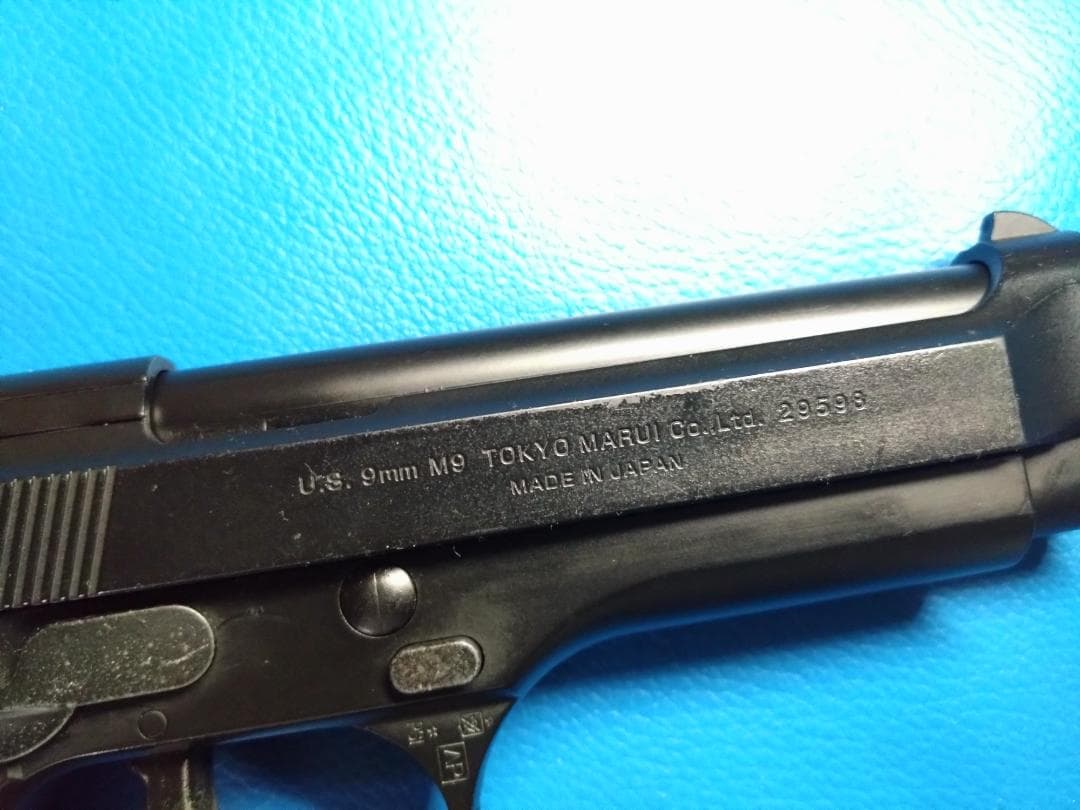 U.S. 9mm M9 TOKYO MARUI Co.,Ltd. 29598
MADE IN JAPAN